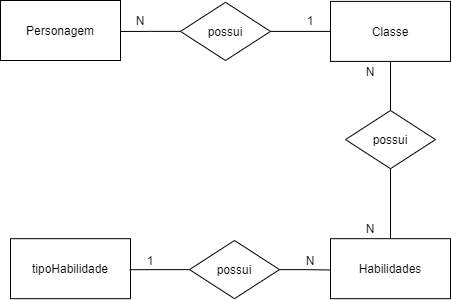 Personagem
N
possui
1
Classe
N
possui
N
tipoHabilidade
1
possui
N
Habilidades